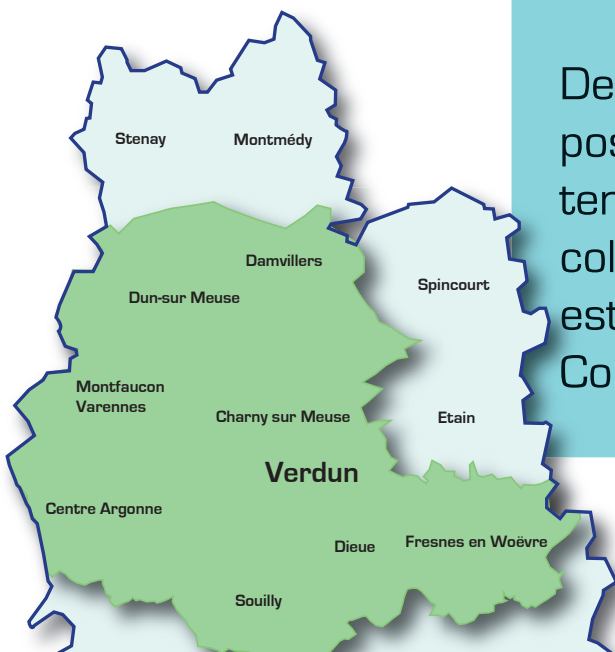 Stenay
Montmédy
Damvillers
Dun-sur Meuse
Spincourt
Montfaucon
Varennes
Charny sur Meuse
Etain
Verdun
Centre Argonne
Dieue
Fresnes en Woëvre
Souilly
De
pos
ten
col
est
Co